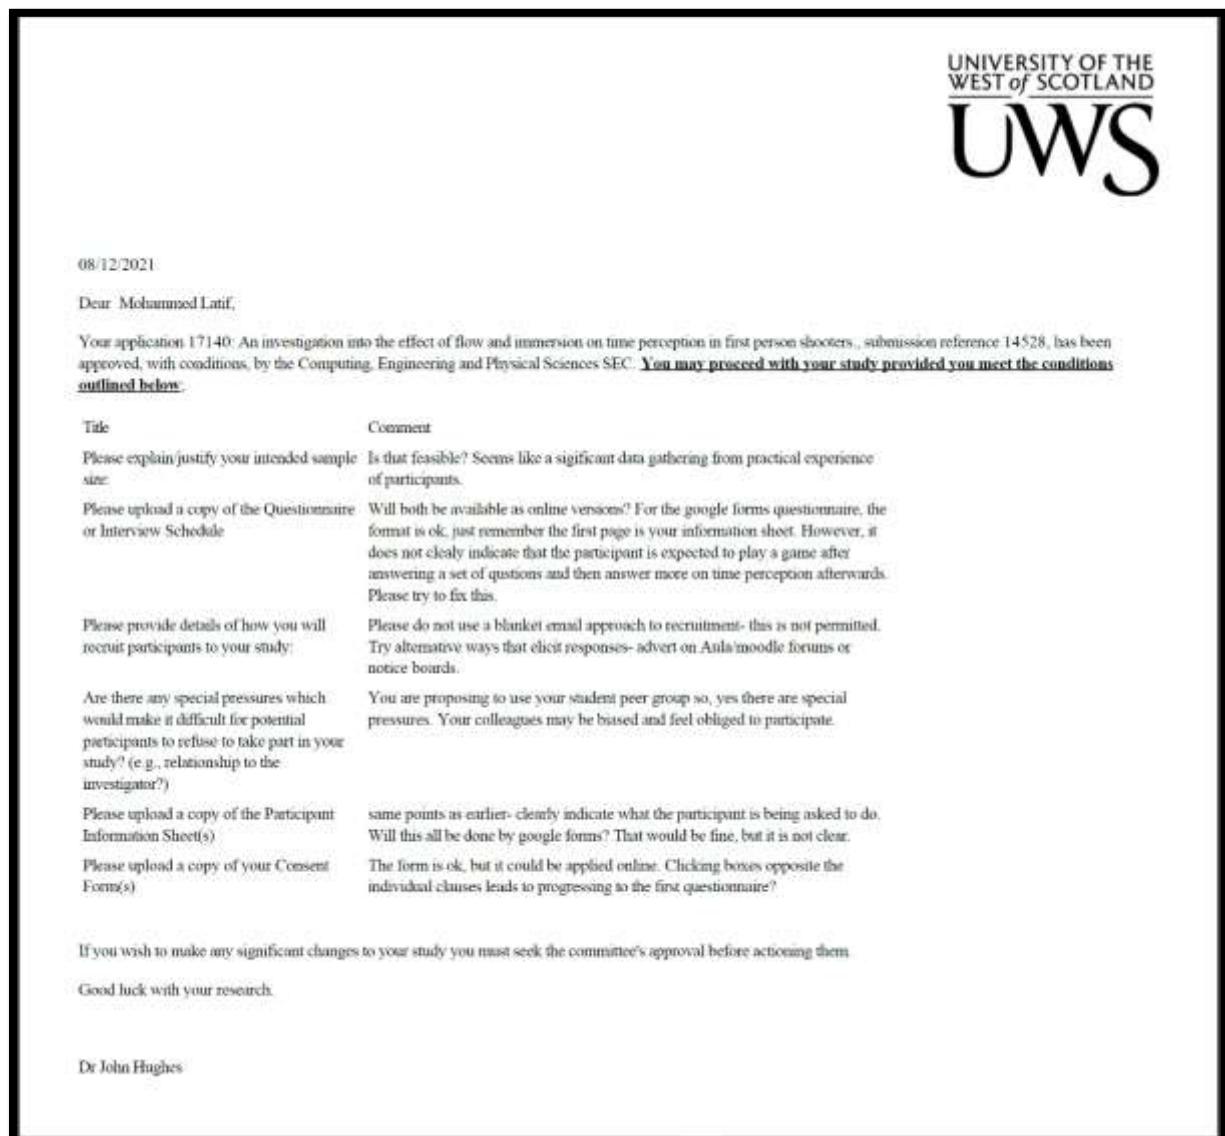 UNIVERSITY OF THE
WEST of SCOTLAND
UWS
08/12/2021
Dear Mohammed Latif,
Your application 17140: An investigation into the effect of flow and immersion on time perception in first person shooters., submission reference 14528, has been
approved, with conditions, by the Computing, Engineering and Physical Sciences SEC. You may proceed with your study provided you meet the conditions
outlined below:
Title Comment
Please explain/justify your intended sample Is that feasible? Seems like a sigificant data gathering from practical experience
size: of participants.
Please upload a copy of the Questionnaire Will both be available as online versions? For the google forms questionnaire, the
or Interview Schedule format is ok, just remember the first page is your information sheet. However, it
does not clealy indicate that the participant is expected to play a game after
answering a set of qustions and then answer more on time perception afterwards.
Please try to fix this.
Please provide details of how you will Please do not use a blanket email approach to recruitment- this is not permitted.
recruit participants to your study: Try alternative ways that elicit responses- advert on Aula/moodle forums or
notice boards.
Are there any special pressures which You are proposing to use your student peer group so, yes there are special
would make it difficult for potential pressures. Your colleagues may be biased and feel obliged to participate.
participants to refuse to take part in your
study? (e.g., relationship to the
investigator?)
Please upload a copy of the Participant same points as earlier- clearly indicate what the participant is being asked to do.
Information Sheet(s) Will this all be done by google forms? That would be fine, but it is not clear.
Please upload a copy of your Consent The form is ok, but it could be applied online. Clicking boxes opposite the
Form(s) individual clauses leads to progressing to the first questionnaire?
If you wish to make any significant changes to your study you must seek the committee's approval before actioning them.
Good luck with your research.
Dr John Hughes